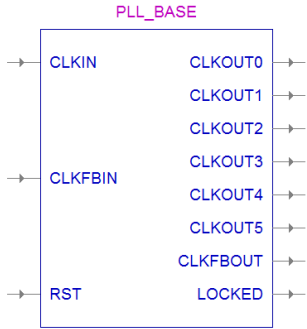 PLL_BASE
CLKIN CLKOUT0
CLKOUT1
CLKOUT2
CLKOUT3
CLKFBIN
CLKOUT4
CLKOUT5
CLKFBOUT
RST LOCKED